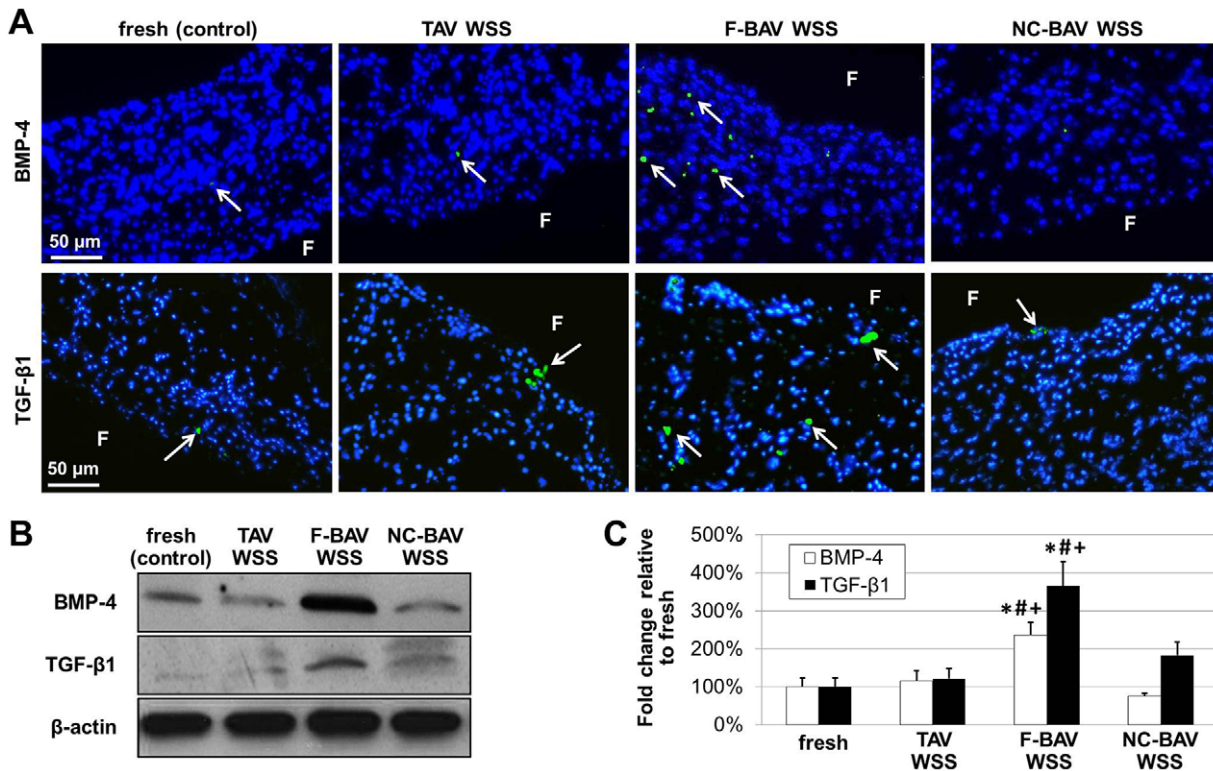 A
fresh (control) TAV WSS F-BAV WSS NC-BAV WSS
BMP-4
F F F F
50 µm
TGF-β1
F F F F
50 µm
B
fresh (control) TAV WSS F-BAV WSS NC-BAV WSS
BMP-4
TGF-β1
β-actin
C
Fold change relative
to fresh
500%
400%
300%
200%
100%
0%
BMP-4
TGF-β1
*#+
*#+
fresh TAV WSS F-BAV WSS NC-BAV WSS